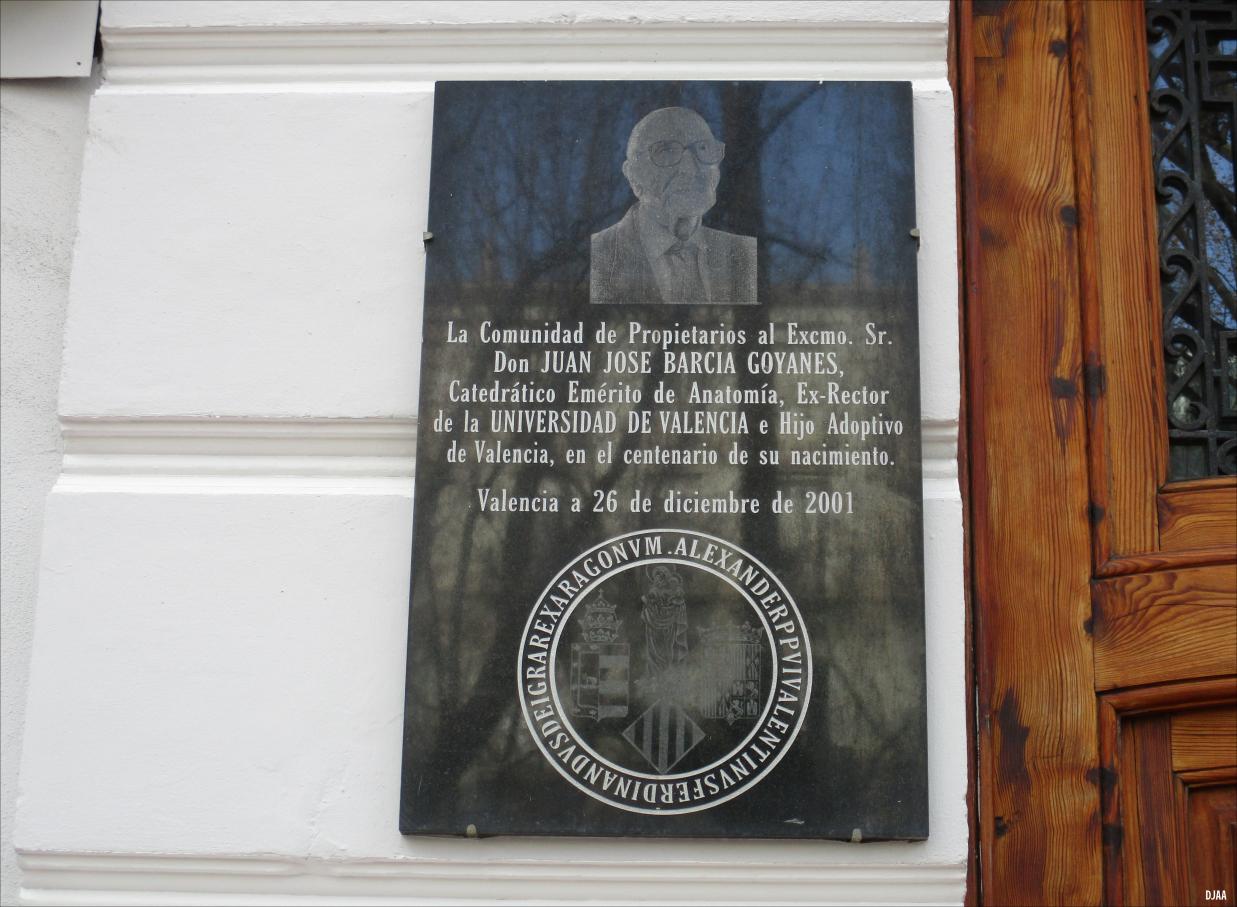 La Comunidad de Propietarios al Excmo. Sr.
Don JUAN JOSE BARCIA GOYANES,
Catedrático Emérito de Anatomía, Ex-Rector
de la UNIVERSIDAD DE VALENCIA e Hijo Adoptivo
de Valencia, en el centenario de su nacimiento.
Valencia a 26 de diciembre de 2001
.ALEXANDERPPVIVALENTINVSFERDINANDVSDEIGRAREXARAGONVM
DJAA